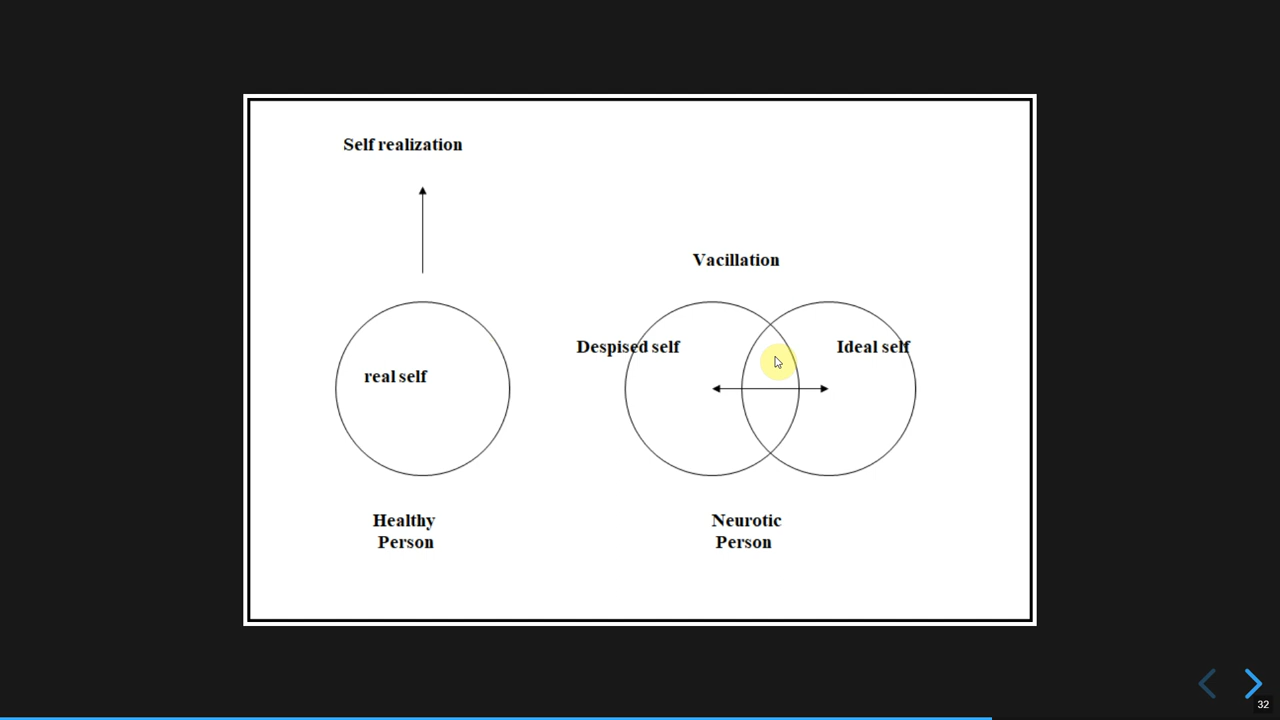 Self realization
Vacillation
Despised self
Ideal self
real self
Healthy
Person
Neurotic
Person
32